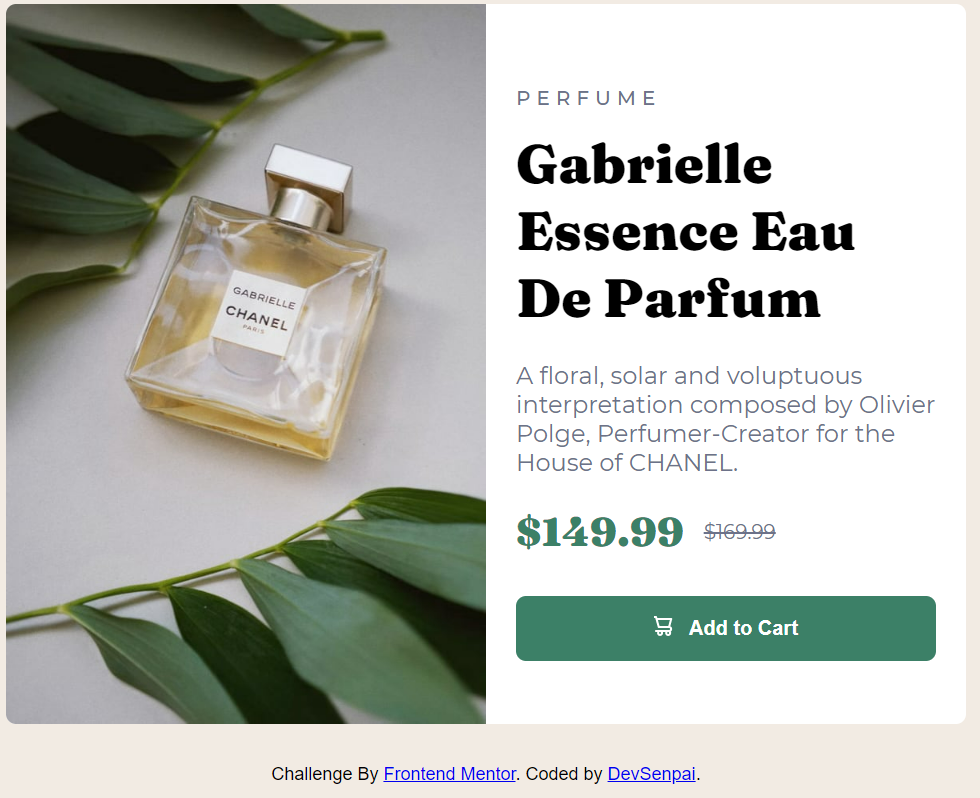 GABRIELLE
CHANEL
PARIS
PERFUME
Gabrielle
Essence Eau
De Parfum
A floral, solar and voluptuous
interpretation composed by Olivier
Polge, Perfumer-Creator for the
House of CHANEL.
$149.99 $169.99
Add to Cart
Challenge By Frontend Mentor. Coded by DevSenpai.